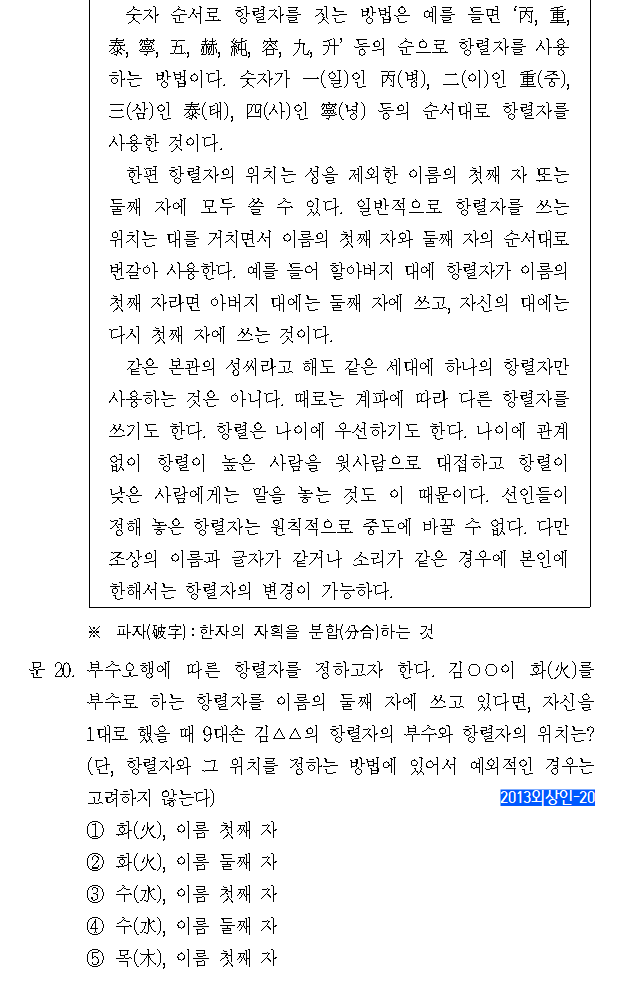 숫자 순서로 항렬자를 짓는 방법은 예를 들면 ‘丙, 重,
泰, 寧, 五, 赫, 純, 容, 九, 升’ 등의 순으로 항렬자를 사용
하는 방법이다. 숫자가 一(일)인 丙(병), 二(이)인 重(중),
三(삼)인 泰(태), 四(사)인 寧(녕) 등의 순서대로 항렬자를
사용한 것이다.
한편 항렬자의 위치는 성을 제외한 이름의 첫째 자 또는
둘째 자에 모두 쓸 수 있다. 일반적으로 항렬자를 쓰는
위치는 대를 거치면서 이름의 첫째 자와 둘째 자의 순서대로
번갈아 사용한다. 예를 들어 할아버지 대에 항렬자가 이름의
첫째 자라면 아버지 대에는 둘째 자에 쓰고, 자신의 대에는
다시 첫째 자에 쓰는 것이다.
같은 본관의 성씨라고 해도 같은 세대에 하나의 항렬자만
사용하는 것은 아니다. 때로는 계파에 따라 다른 항렬자를
쓰기도 한다. 항렬은 나이에 우선하기도 한다. 나이에 관계
없이 항렬이 높은 사람을 윗사람으로 대접하고 항렬이
낮은 사람에게는 말을 놓는 것도 이 때문이다. 선인들이
정해 놓은 항렬자는 원칙적으로 중도에 바꿀 수 없다. 다만
조상의 이름과 글자가 같거나 소리가 같은 경우에 본인에
한해서는 항렬자의 변경이 가능하다.
※ 파자(破字) : 한자의 자획을 분합(分合)하는 것
문 20. 부수오행에 따른 항렬자를 정하고자 한다. 김○○이 화(火)를
부수로 하는 항렬자를 이름의 둘째 자에 쓰고 있다면, 자신을
1대로 했을 때 9대손 김△△의 항렬자의 부수와 항렬자의 위치는?
(단, 항렬자와 그 위치를 정하는 방법에 있어서 예외적인 경우는
고려하지 않는다) 2013외상인-20
① 화(火), 이름 첫째 자
② 화(火), 이름 둘째 자
③ 수(水), 이름 첫째 자
④ 수(水), 이름 둘째 자
⑤ 목(木), 이름 첫째 자